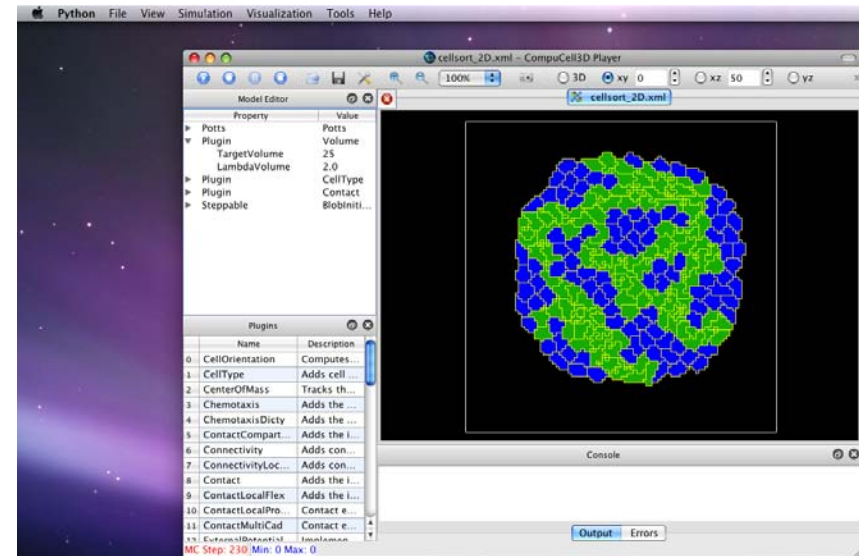 Python File View Simulation Visualization Tools Help
cellsort_2D.xml - CompuCell3D Player
100% 3D xy 0 xz 50 yz
Model Editor
cellsort_2D.xml
Property Value
Potts Potts
Plugin Volume
TargetVolume 25
LambdaVolume 2.0
Plugin CellType
Plugin Contact
Steppable BlobIniti...
Plugins
Name Description
0 CellOrientation Computes...
1 CellType Adds cell ...
2 CenterOfMass Tracks th...
3 Chemotaxis Adds the ...
4 ChemotaxisDicty Adds the ...
5 ContactCompart... Adds the i...
6 Connectivity Adds con...
7 ConnectivityLoc... Adds con...
8 Contact Adds the i...
9 ContactLocalFlex Adds the i...
10 ContactLocalPro... Contact e...
11 ContactMultiCad Contact e...
12 ExternalPotential Implemen...
Console
Output Errors
MC Step: 230 Min: 0 Max: 0